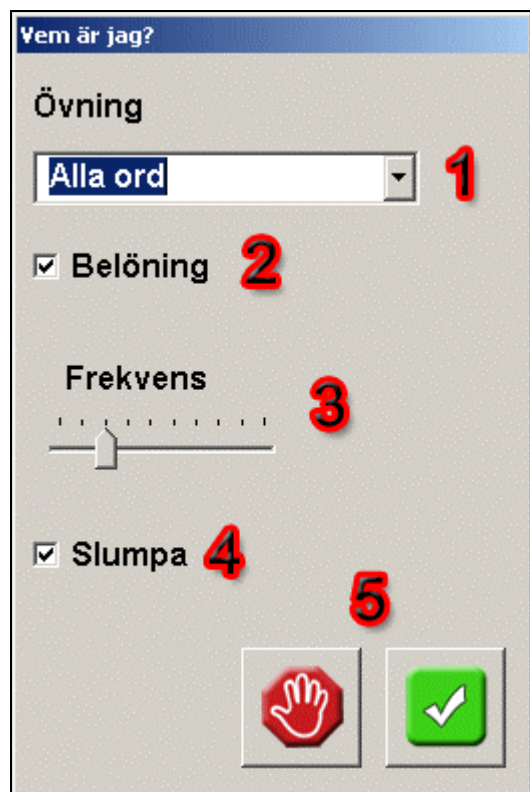 Vem är jag?
Övning
Alla ord 1
Belöning 2
Frekvens 3
Slumpa 4
5